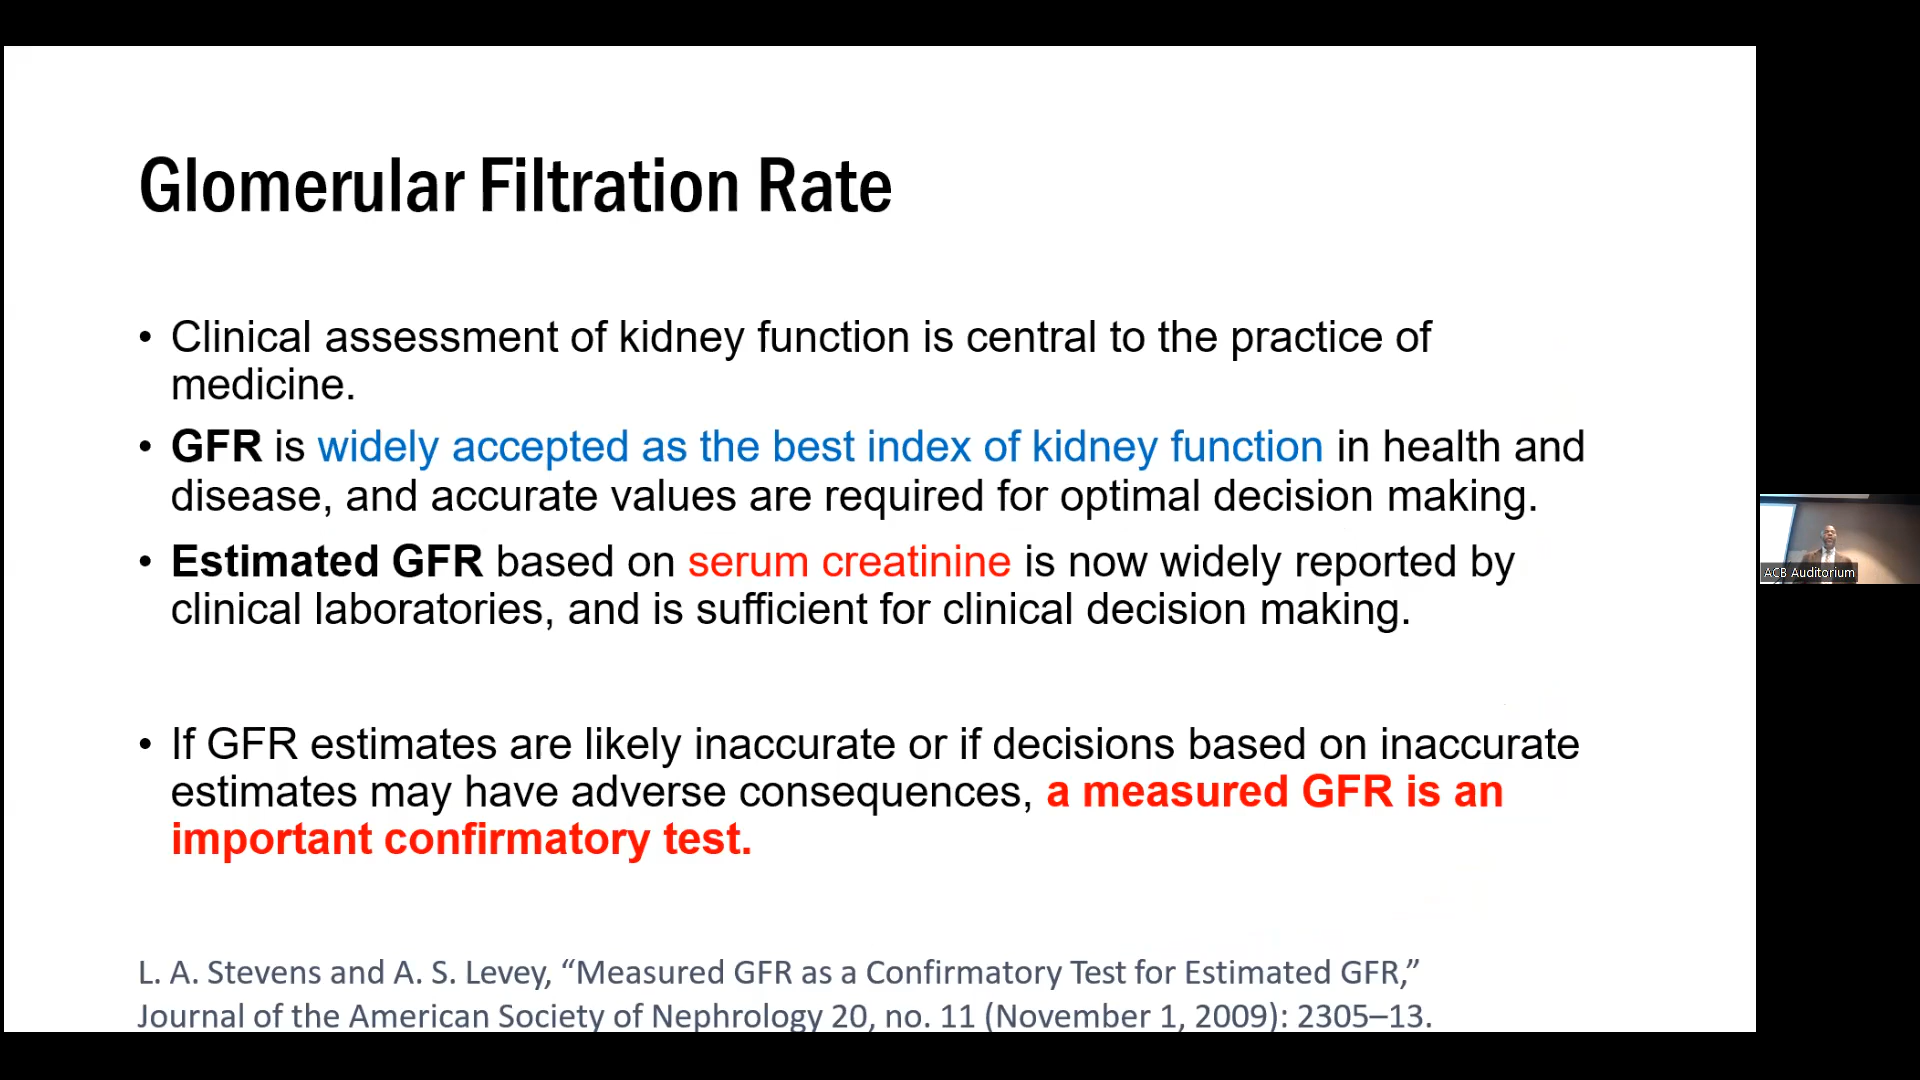 Glomerular Filtration Rate
• Clinical assessment of kidney function is central to the practice of
medicine.
• GFR is widely accepted as the best index of kidney function in health and
disease, and accurate values are required for optimal decision making.
• Estimated GFR based on serum creatinine is now widely reported by
clinical laboratories, and is sufficient for clinical decision making.
• If GFR estimates are likely inaccurate or if decisions based on inaccurate
estimates may have adverse consequences, a measured GFR is an
important confirmatory test.
L. A. Stevens and A. S. Levey, “Measured GFR as a Confirmatory Test for Estimated GFR,”
Journal of the American Society of Nephrology 20, no. 11 (November 1, 2009): 2305–13.
ACB Auditorium